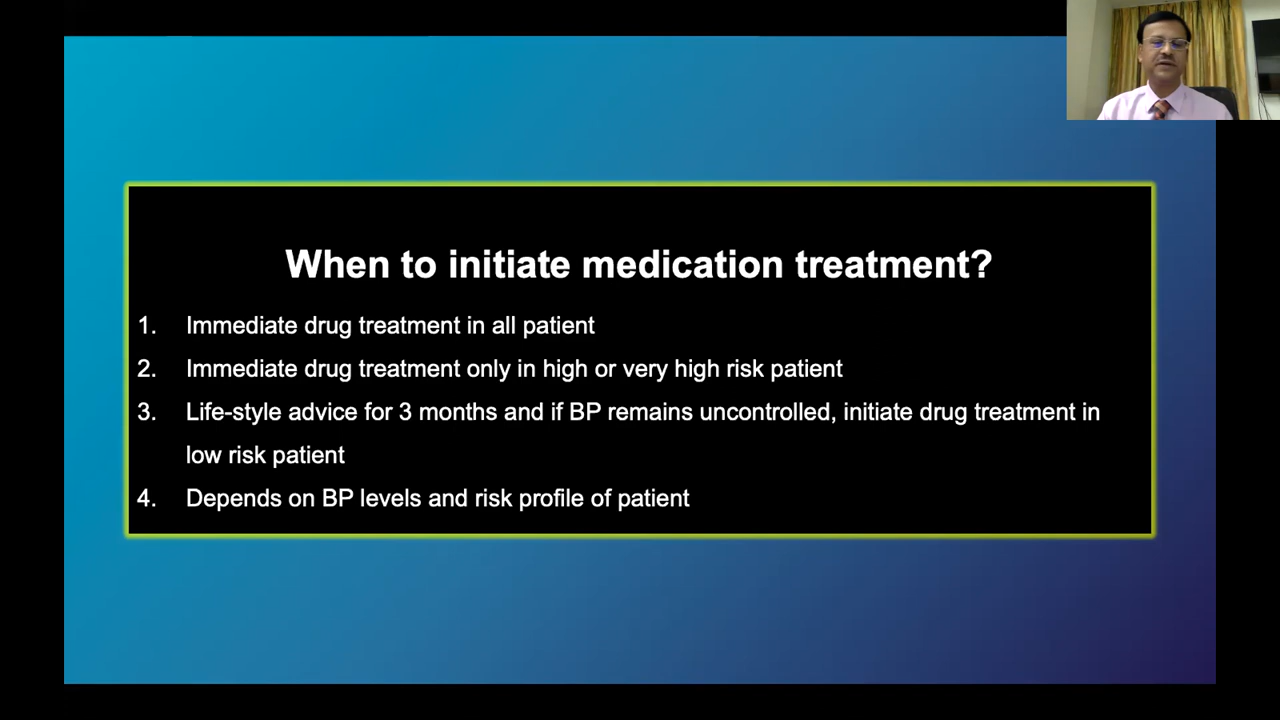 When to initiate medication treatment?
1. Immediate drug treatment in all patient
2. Immediate drug treatment only in high or very high risk patient
3. Life-style advice for 3 months and if BP remains uncontrolled, initiate drug treatment in
low risk patient
4. Depends on BP levels and risk profile of patient